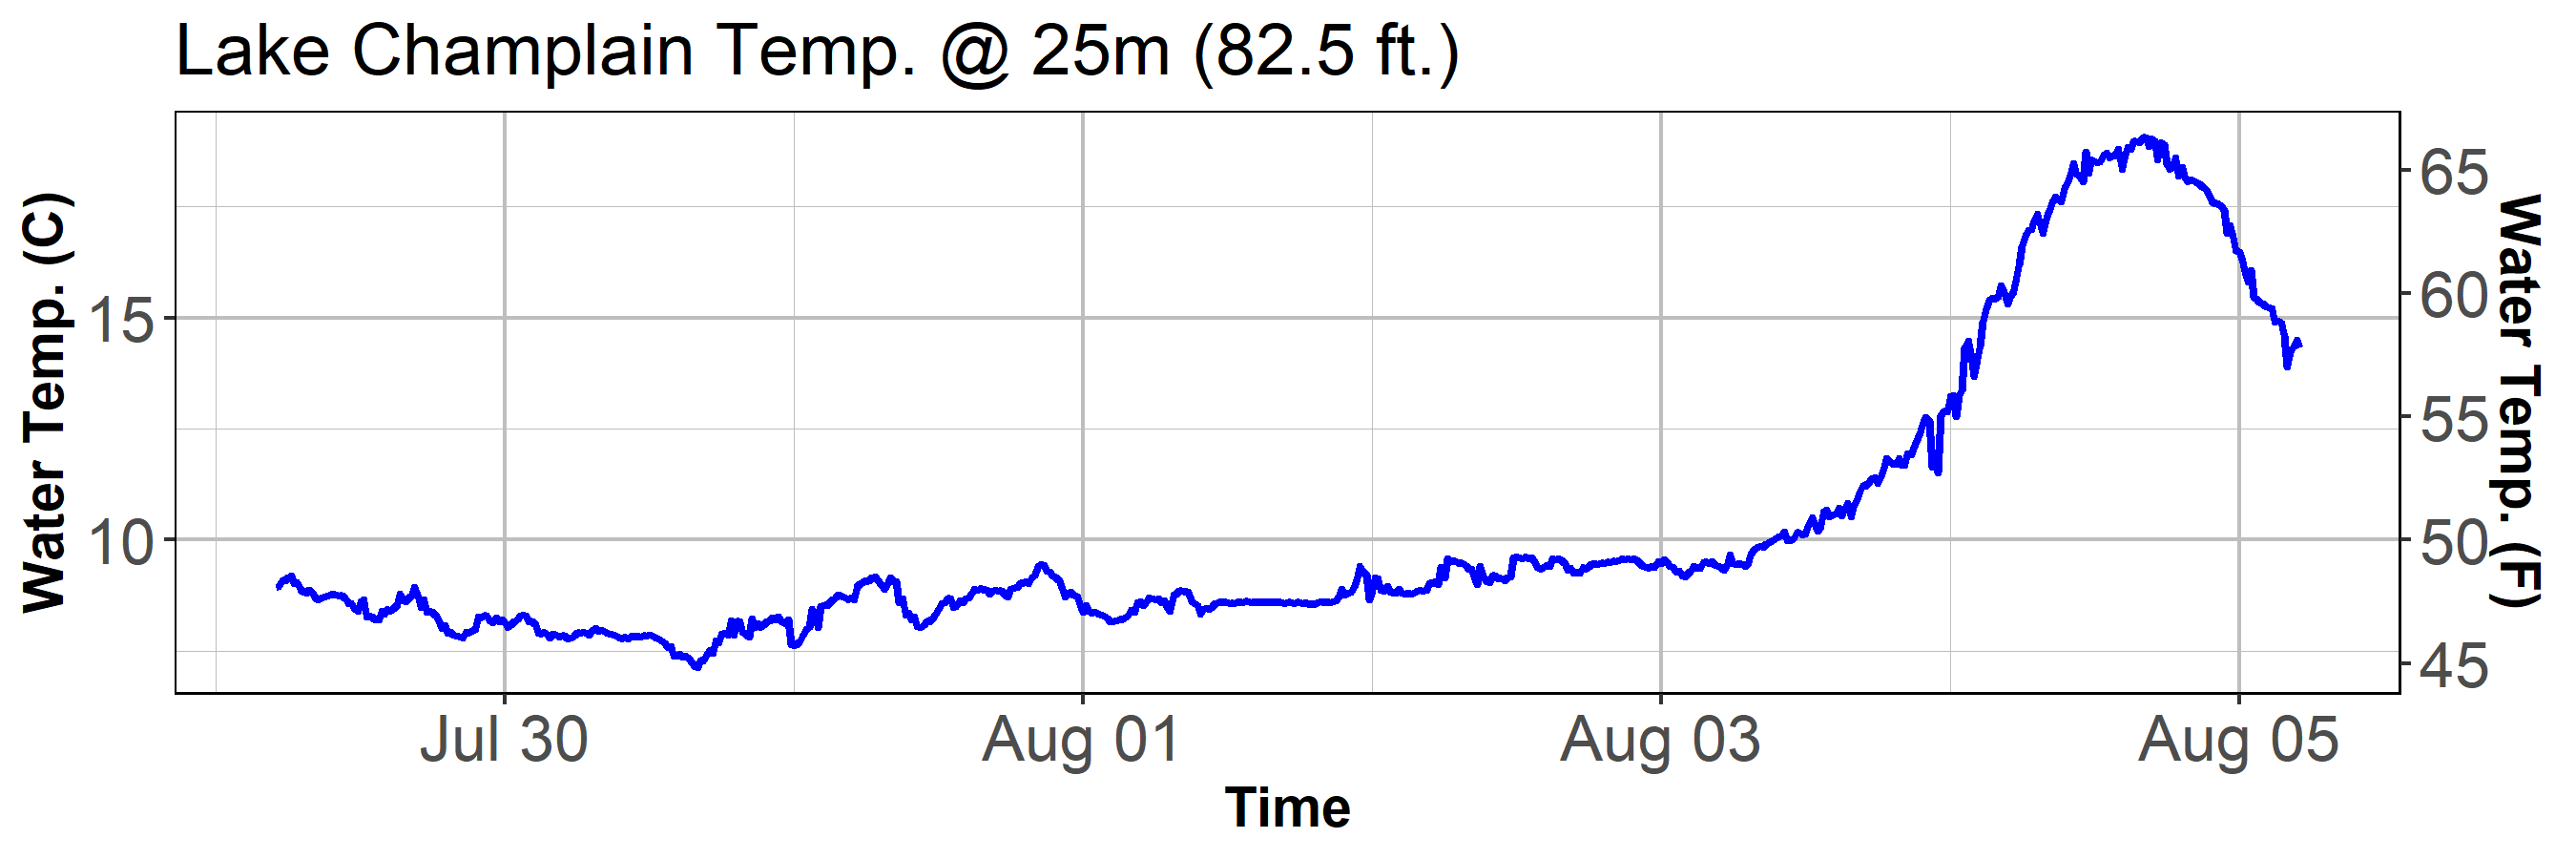 Lake Champlain Temp. @ 25m (82.5 ft.)
Water Temp. (C)
15
10
65
60
55
50
45
Water Temp. (F)
Jul 30
Aug 01
Aug 03
Aug 05
Time